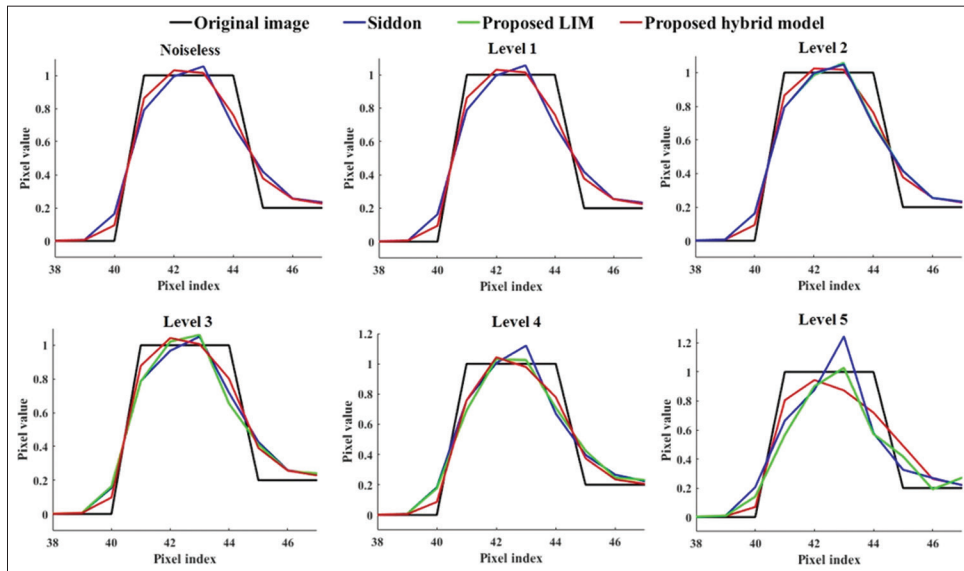 Original image Siddon Proposed LIM Proposed hybrid model
Noiseless
Level 1
Level 2
Pixel value
1
0.8
0.6
0.4
0.2
0
38 40 42 44 46
Pixel index
Pixel value
1
0.8
0.6
0.4
0.2
0
38 40 42 44 46
Pixel index
Pixel value
1
0.8
0.6
0.4
0.2
0
38 40 42 44 46
Pixel index
Level 3
Level 4
Level 5
Pixel value
1
0.8
0.6
0.4
0.2
0
38 40 42 44 46
Pixel index
Pixel value
1.2
1
0.8
0.6
0.4
0.2
0
38 40 42 44 46
Pixel index
Pixel value
1.2
1
0.8
0.6
0.4
0.2
0
38 40 42 44 46
Pixel index